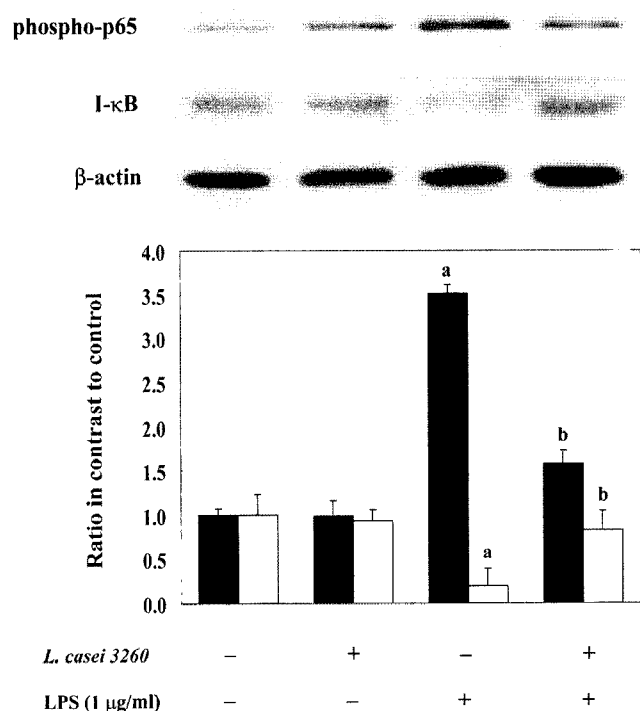 phospho-p65
I-κB
β-actin
Ratio in contrast to control
4.0
3.5
3.0
2.5
2.0
1.5
1.0
0.5
0.0
a
a
b
b
L. casei 3260 – + – +
LPS (1 μg/ml) – – + +